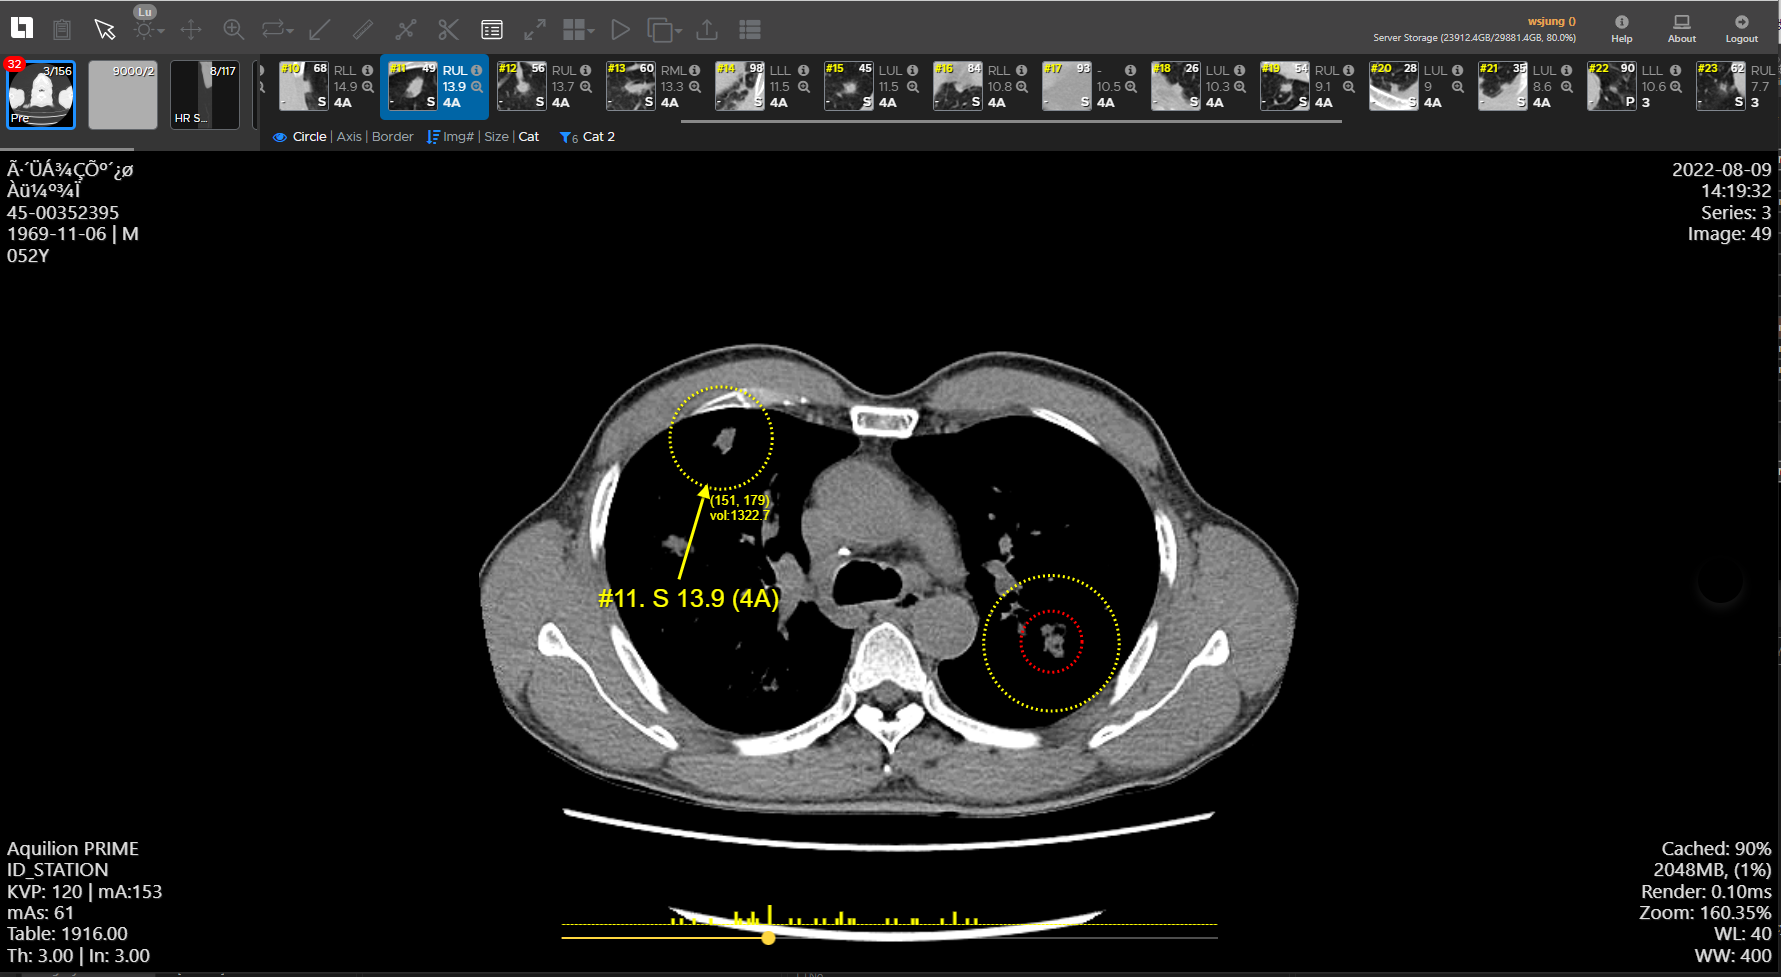 Lu
wsjung ()
Server Storage (23912.4GB/29881.4GB, 80.0%)
Help
About
Logout
32
3/156
Pre
9000/2
8/117
HR S...
#10 68 RLL
14.9
S 4A
#11 49 RUL
13.9
S 4A
#12 56 RUL
13.7
S 4A
#13 60 RML
13.3
S 4A
#14 98 LLL
11.5
S 4A
#15 45 LUL
11.5
S 4A
#16 84 RLL
10.8
S 4A
#17 93 -
10.5
S 4A
#18 26 LUL
10.3
S 4A
#19 54 RUL
9.1
S 4A
#20 28 LUL
9
S 4A
#21 35 LUL
8.6
S 4A
#22 90 LLL
10.6
P 3
#23 62 RUL
7.7
S 3
Circle | Axis | Border
Img# | Size | Cat
6 Cat 2
Ã·´ÜÁ¾ÇÕº´¿ø
Àü¼º¾Ï
45-00352395
1969-11-06 | M
052Y
2022-08-09
14:19:32
Series: 3
Image: 49
(151, 179)
vol:1322.7
#11. S 13.9 (4A)
Aquilion PRIME
ID_STATION
KVP: 120 | mA:153
mAs: 61
Table: 1916.00
Th: 3.00 | In: 3.00
Cached: 90%
2048MB, (1%)
Render: 0.10ms
Zoom: 160.35%
WL: 40
WW: 400